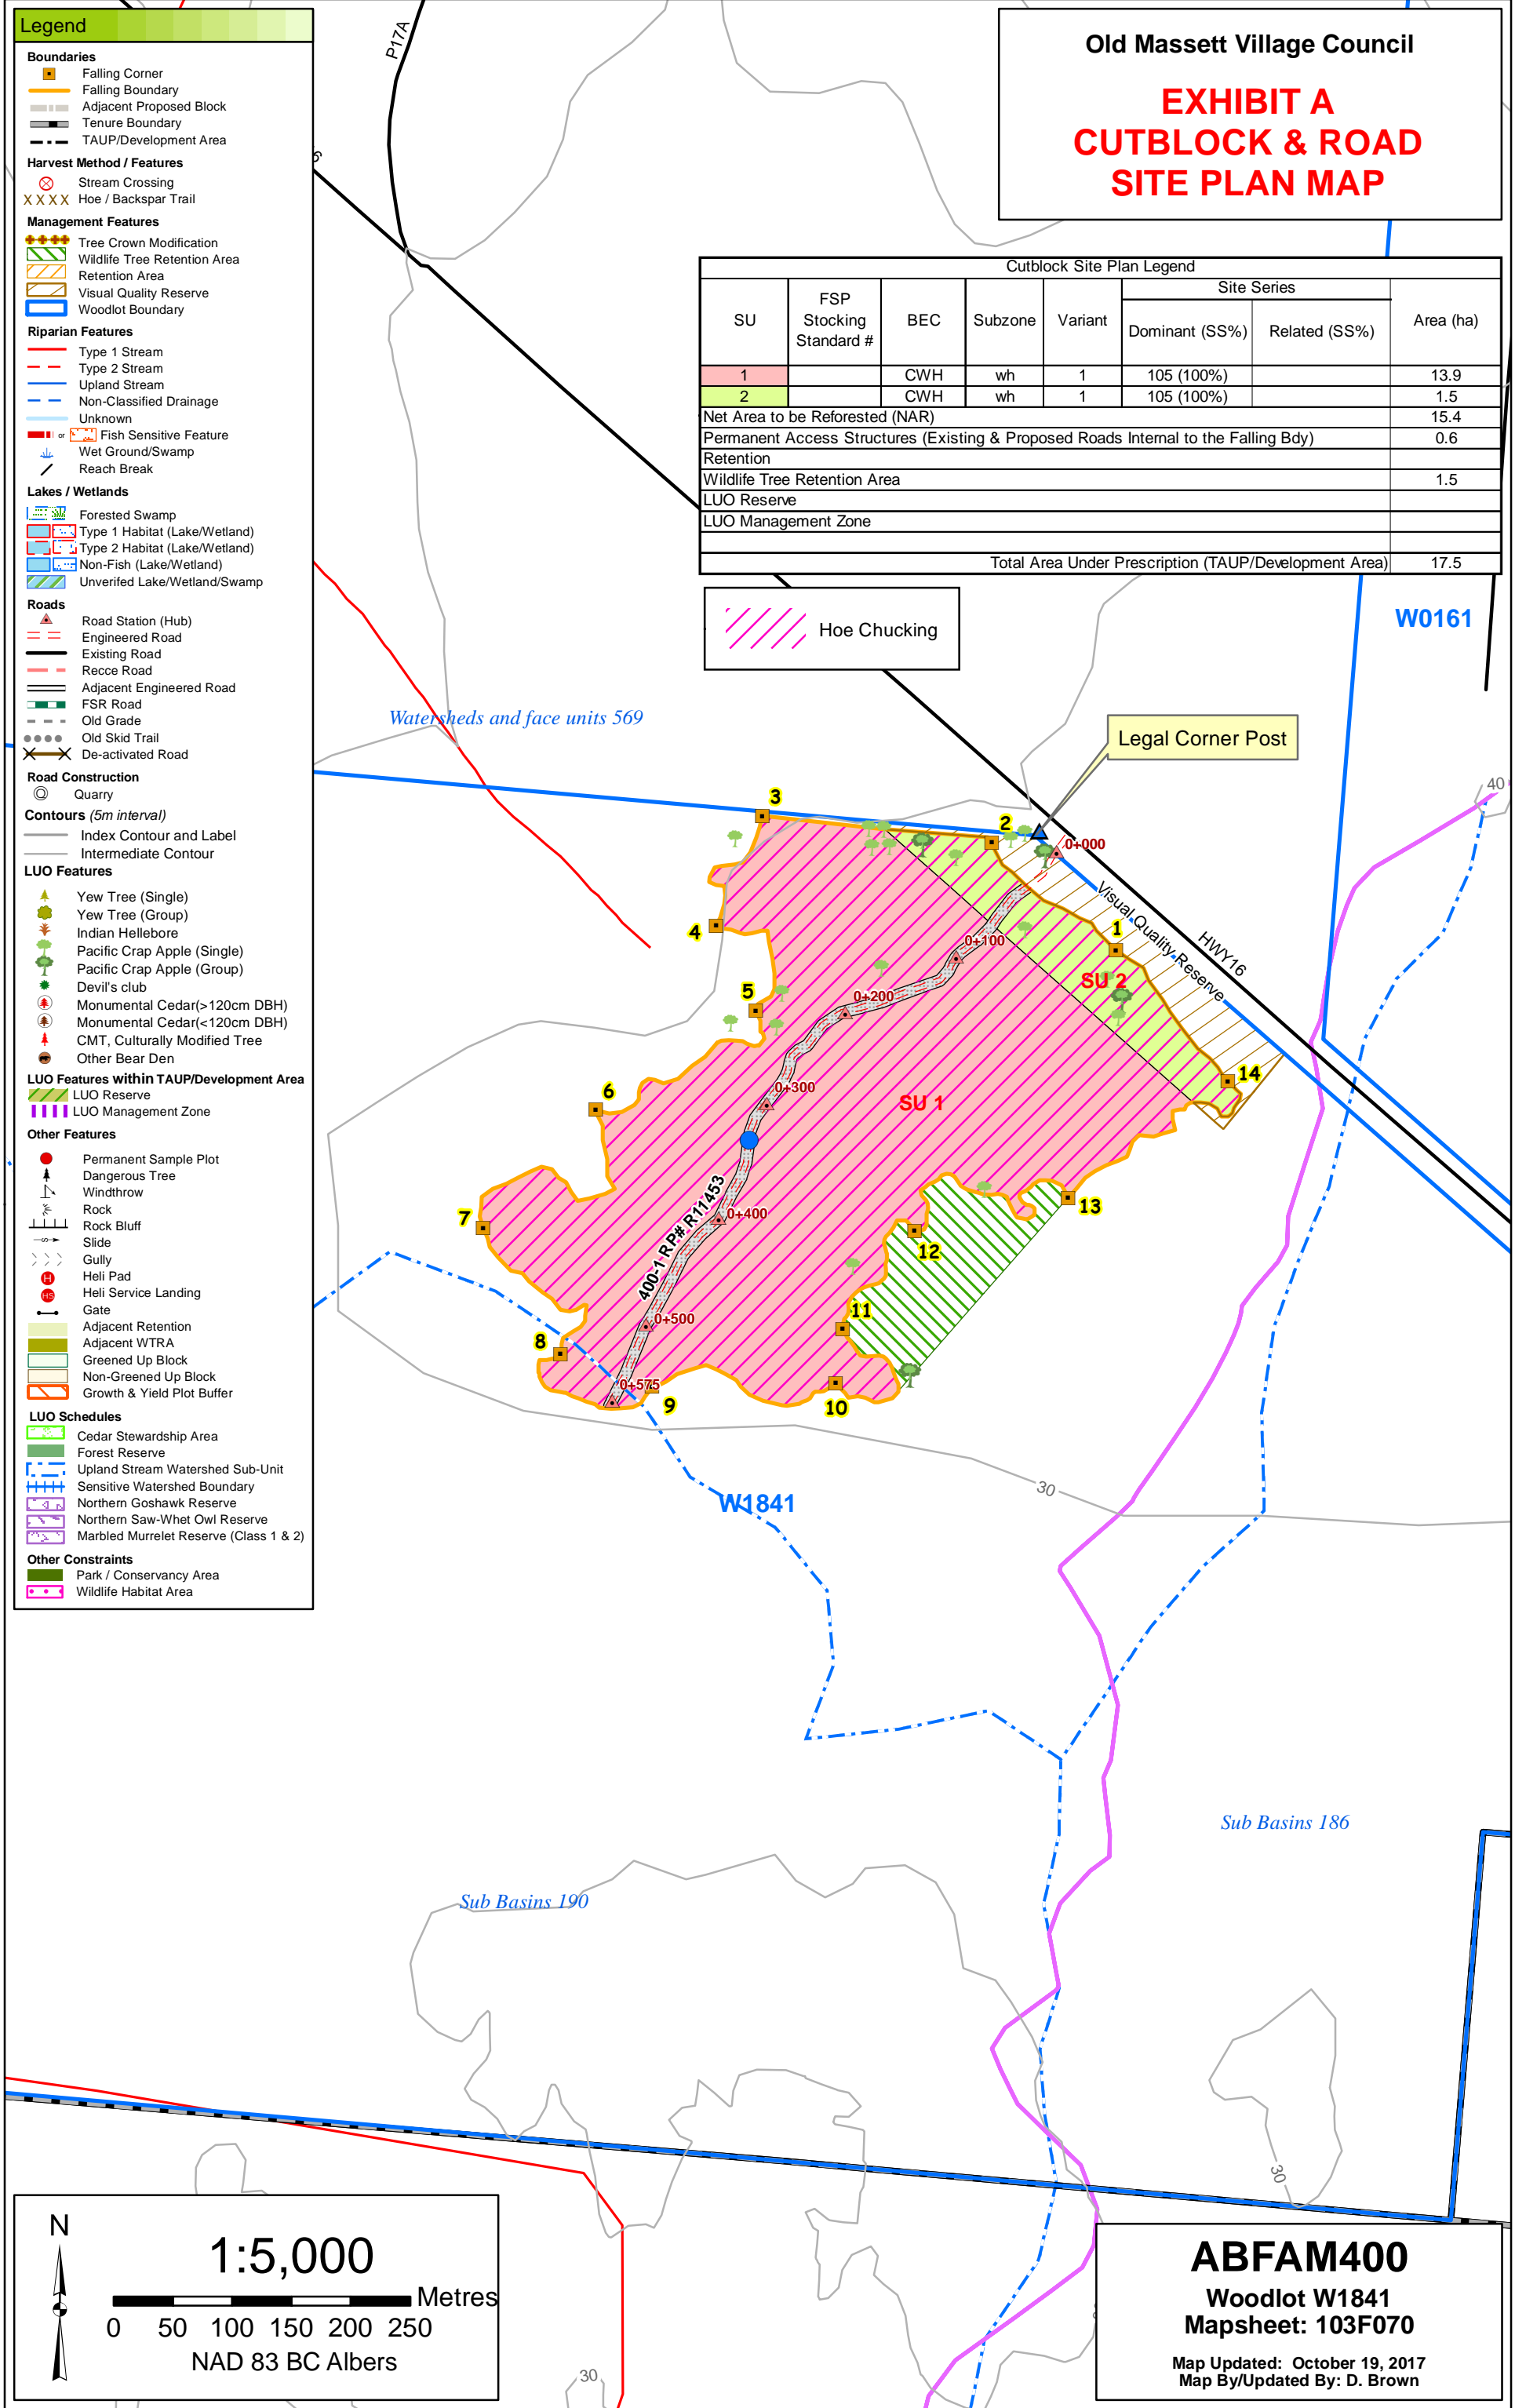 Legend
Boundaries
Falling Corner
Falling Boundary
Adjacent Proposed Block
Tenure Boundary
TAUP/Development Area
Harvest Method / Features
Stream Crossing
X X X X Hoe / Backspar Trail
Management Features
Tree Crown Modification
Wildlife Tree Retention Area
Retention Area
Visual Quality Reserve
Woodlot Boundary
Riparian Features
Type 1 Stream
Type 2 Stream
Upland Stream
Non-Classified Drainage
Unknown
or Fish Sensitive Feature
Wet Ground/Swamp
Reach Break
Lakes / Wetlands
Forested Swamp
Type 1 Habitat (Lake/Wetland)
Type 2 Habitat (Lake/Wetland)
Non-Fish (Lake/Wetland)
Unverifed Lake/Wetland/Swamp
Roads
Road Station (Hub)
Engineered Road
Existing Road
Recce Road
Adjacent Engineered Road
FSR Road
Old Grade
Old Skid Trail
De-activated Road
Road Construction
Quarry
Contours (5m interval)
Index Contour and Label
Intermediate Contour
LUO Features
Yew Tree (Single)
Yew Tree (Group)
Indian Hellebore
Pacific Crap Apple (Single)
Pacific Crap Apple (Group)
Devil's club
Monumental Cedar(>120cm DBH)
Monumental Cedar(<120cm DBH)
CMT, Culturally Modified Tree
Other Bear Den
LUO Features within TAUP/Development Area
LUO Reserve
LUO Management Zone
Other Features
Permanent Sample Plot
Dangerous Tree
Windthrow
Rock
Rock Bluff
Slide
Gully
H Heli Pad
HS Heli Service Landing
Gate
Adjacent Retention
Adjacent WTRA
Greened Up Block
Non-Greened Up Block
Growth & Yield Plot Buffer
LUO Schedules
Cedar Stewardship Area
Forest Reserve
Upland Stream Watershed Sub-Unit
Sensitive Watershed Boundary
Northern Goshawk Reserve
Northern Saw-Whet Owl Reserve
Marbled Murrelet Reserve (Class 1 & 2)
Other Constraints
Park / Conservancy Area
Wildlife Habitat Area
P17A
Old Massett Village Council
EXHIBIT A
CUTBLOCK & ROAD
SITE PLAN MAP
Cutblock Site Plan Legend
SU FSP Stocking Standard # BEC Subzone Variant Site Series Dominant (SS%) Related (SS%) Area (ha)
1 CWH wh 1 105 (100%) 13.9
2 CWH wh 1 105 (100%) 1.5
Net Area to be Reforested (NAR) 15.4
Permanent Access Structures (Existing & Proposed Roads Internal to the Falling Bdy) 0.6
Retention
Wildlife Tree Retention Area 1.5
LUO Reserve
LUO Management Zone
Total Area Under Prescription (TAUP/Development Area) 17.5
Hoe Chucking
W0161
Watersheds and face units 569
Legal Corner Post
40
3
2
0+000
Visual Quality Reserve
HWY16
4
1
0+100
SU 2
5
0+200
14
6
0+300
SU 1
400-1 RP# R11453
7
0+400
13
12
11
0+500
8
0+575
9
10
30
W1841
Sub Basins 186
Sub Basins 190
30
30
N
1:5,000
Metres
0 50 100 150 200 250
NAD 83 BC Albers
ABFAM400
Woodlot W1841
Mapsheet: 103F070
Map Updated: October 19, 2017
Map By/Updated By: D. Brown